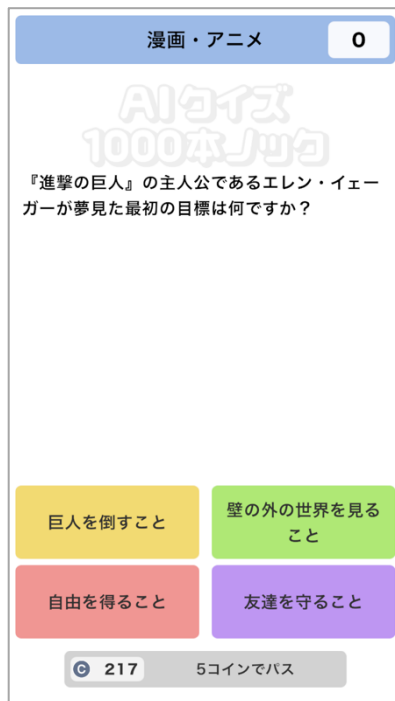 漫画・アニメ
0
AIクイズ
1000本ノック
『進撃の巨人』の主人公であるエレン・イェー
ガーが夢見た最初の目標は何ですか？
巨人を倒すこと
壁の外の世界を見る
こと
自由を得ること
友達を守ること
C 217
5コインでパス